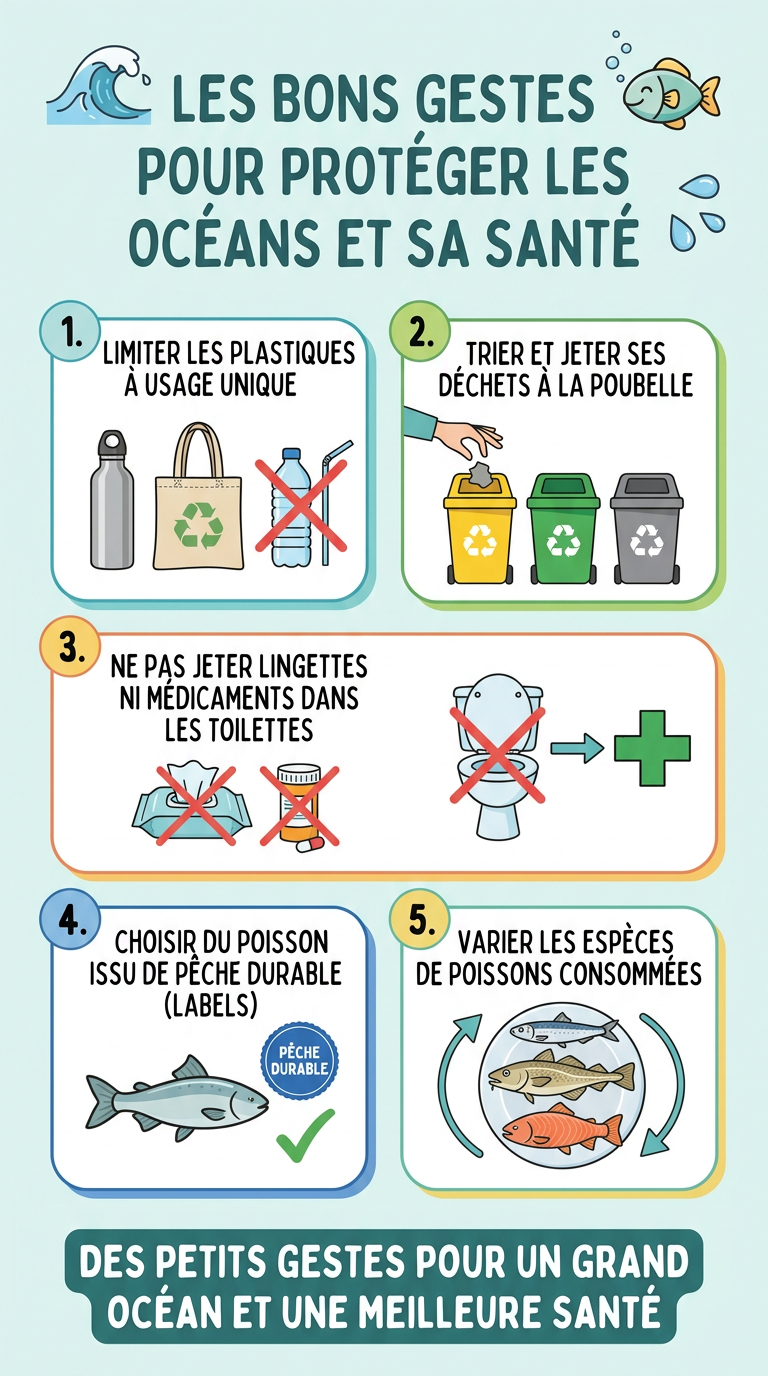 LES BONS GESTES
POUR PROTÉGER LES
OCÉANS ET SA SANTÉ
1.
LIMITER LES PLASTIQUES
À USAGE UNIQUE
2.
TRIER ET JETER SES
DÉCHETS À LA POUBELLE
3.
NE PAS JETER LINGETTES
NI MÉDICAMENTS DANS
LES TOILETTES
4.
CHOISIR DU POISSON
ISSU DE PÊCHE DURABLE
(LABELS)
PÊCHE
DURABLE
5.
VARIER LES ESPÈCES
DE POISSONS CONSOMMÉES
DES PETITS GESTES POUR UN GRAND
OCÉAN ET UNE MEILLEURE SANTÉ